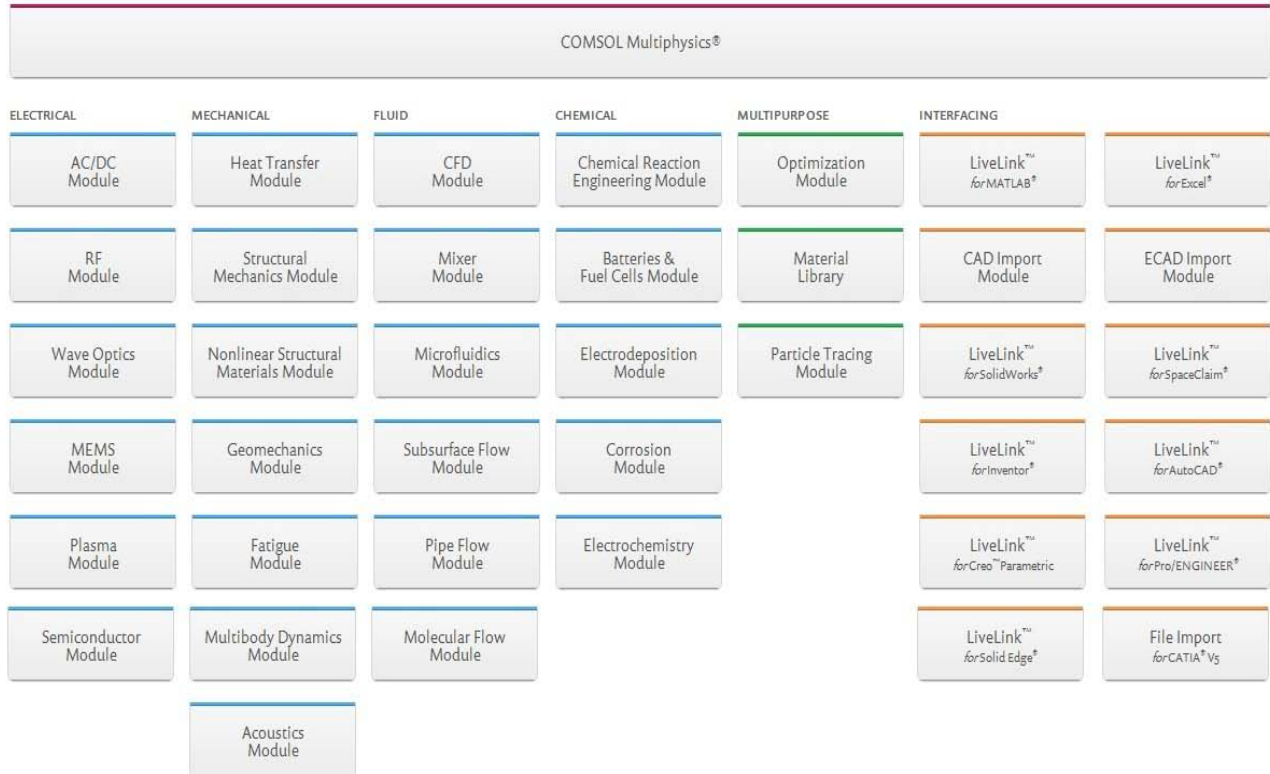 COMSOL Multiphysics®
ELECTRICAL
MECHANICAL
FLUID
CHEMICAL
MULTIPURPOSE
INTERFACING
AC/DC
Module
Heat Transfer
Module
CFD
Module
Chemical Reaction
Engineering Module
Optimization
Module
LiveLink™
for MATLAB®
LiveLink™
for Excel®
RF
Module
Structural
Mechanics Module
Mixer
Module
Batteries &
Fuel Cells Module
Material
Library
CAD Import
Module
ECAD Import
Module
Wave Optics
Module
Nonlinear Structural
Materials Module
Microfluidics
Module
Electrodeposition
Module
Particle Tracing
Module
LiveLink™
for SolidWorks®
LiveLink™
for SpaceClaim®
MEMS
Module
Geomechanics
Module
Subsurface Flow
Module
Corrosion
Module
LiveLink™
for Inventor®
LiveLink™
for AutoCAD®
Plasma
Module
Fatigue
Module
Pipe Flow
Module
Electrochemistry
Module
LiveLink™
for Creo™ Parametric
LiveLink™
for Pro/ENGINEER®
Semiconductor
Module
Multibody Dynamics
Module
Molecular Flow
Module
LiveLink™
for Solid Edge®
File Import
for CATIA® V5
Acoustics
Module